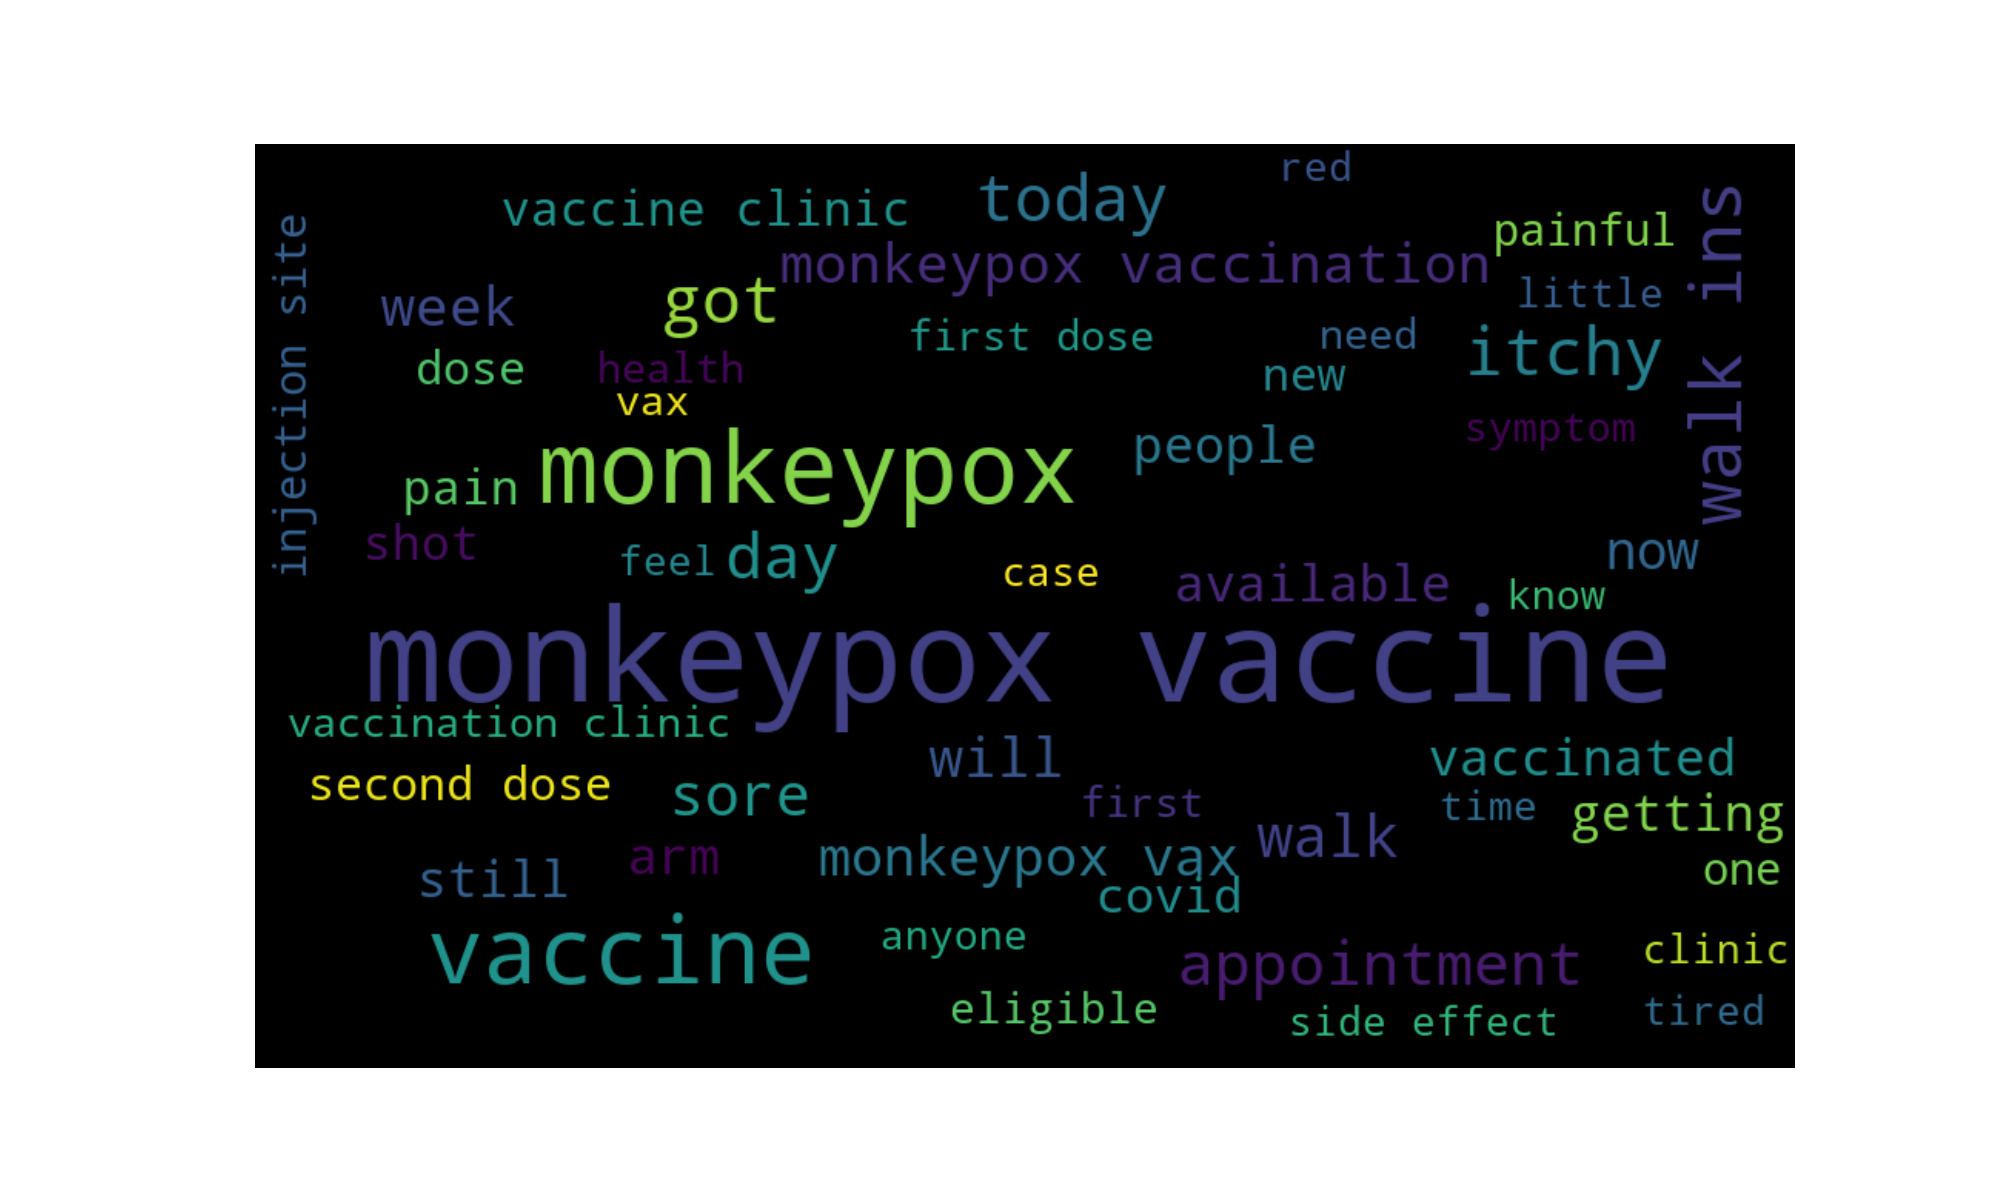 red
today
vaccine clinic
walk ins
painful
injection site
monkeypox vaccination
little
got
week
first dose
need
itchy
dose
health
new
vax
symptom
people
monkeypox
pain
shot
now
day
feel
case
available
know
monkeypox vaccine
vaccination clinic
will
vaccinated
second dose
sore
first
time
getting
walk
arm
monkeypox vax
one
still
covid
anyone
vaccine
clinic
appointment
eligible
tired
side effect